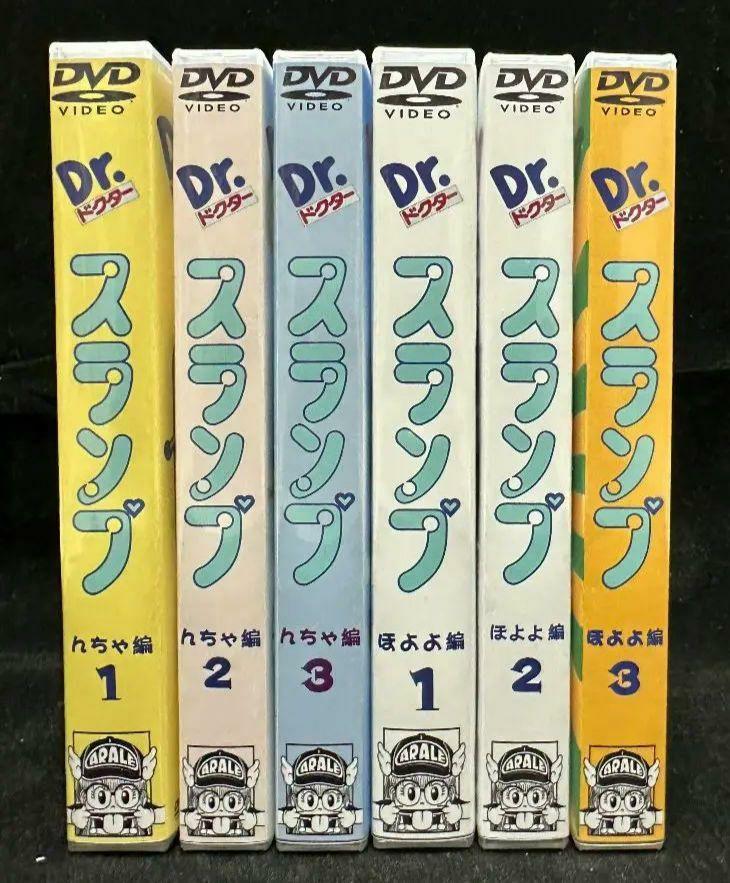 DVD
VIDEO
Dr.
ドクター
スランプ
んちゃ編
1
ARALE
DVD
VIDEO
Dr.
ドクター
スランプ
んちゃ編
2
ARALE
DVD
VIDEO
Dr.
ドクター
スランプ
んちゃ編
3
ARALE
DVD
VIDEO
Dr.
ドクター
スランプ
ほよよ編
1
ARALE
DVD
VIDEO
Dr.
ドクター
スランプ
ほよよ編
2
ARALE
DVD
VIDEO
Dr.
ドクター
スランプ
ほよよ編
3
ARALE